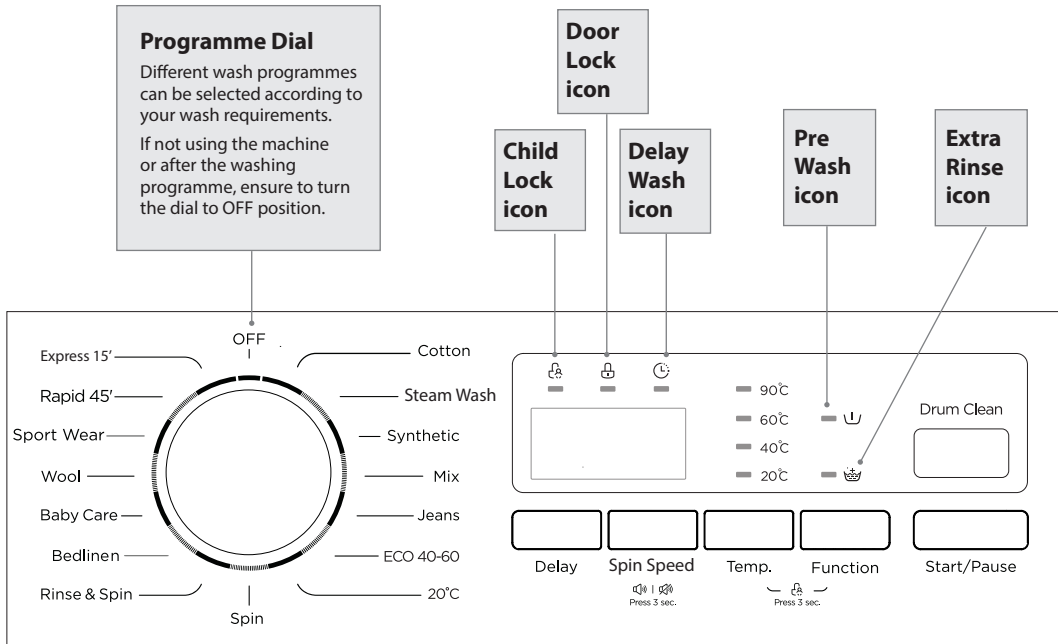 Programme Dial
Different wash programmes
can be selected according to
your wash requirements.
If not using the machine
or after the washing
programme, ensure to turn
the dial to OFF position.
Door
Lock
icon
Child
Lock
icon
Delay
Wash
icon
Pre
Wash
icon
Extra
Rinse
icon
OFF
Express 15'
Rapid 45'
Sport Wear
Wool
Baby Care
Bedlinen
Rinse & Spin
Spin
Cotton
Steam Wash
Synthetic
Mix
Jeans
ECO 40-60
20°C
90°C
60°C
40°C
20°C
Drum Clean
Delay
Spin Speed
Press 3 sec.
Temp.
Function
Press 3 sec.
Start/Pause